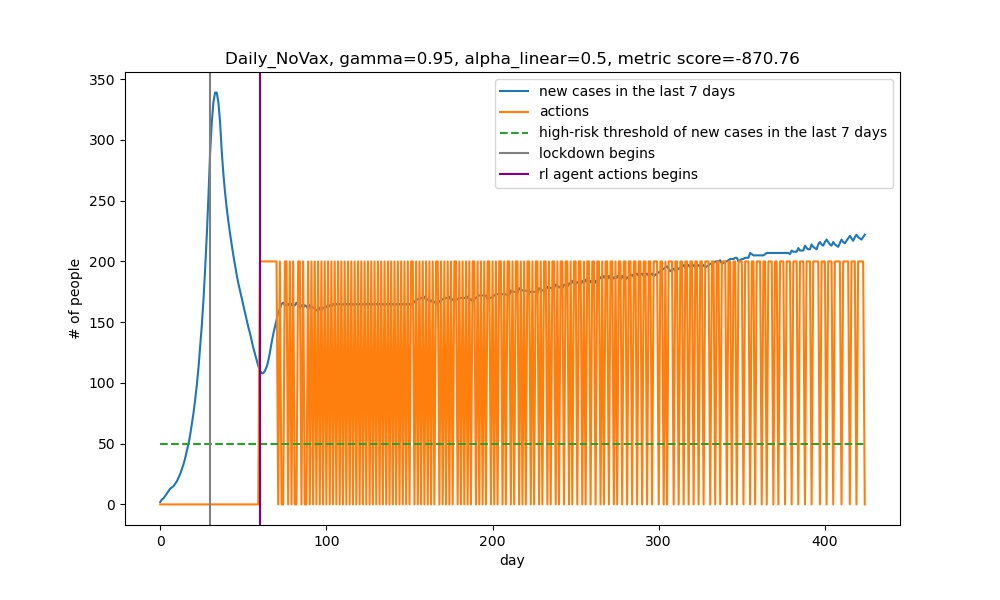 Daily_NoVax, gamma=0.95, alpha_linear=0.5, metric score=-870.76
350
300
250
200
150
100
50
0
# of people
new cases in the last 7 days
actions
high-risk threshold of new cases in the last 7 days
lockdown begins
rl agent actions begins
0 100 200 300 400
day